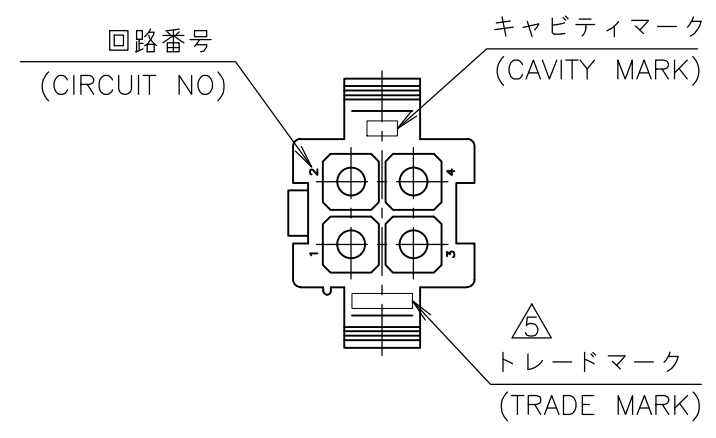 回路番号
(CIRCUIT NO)
キャビティマーク
(CAVITY MARK)
2
4
1
3
5
トレードマーク
(TRADE MARK)